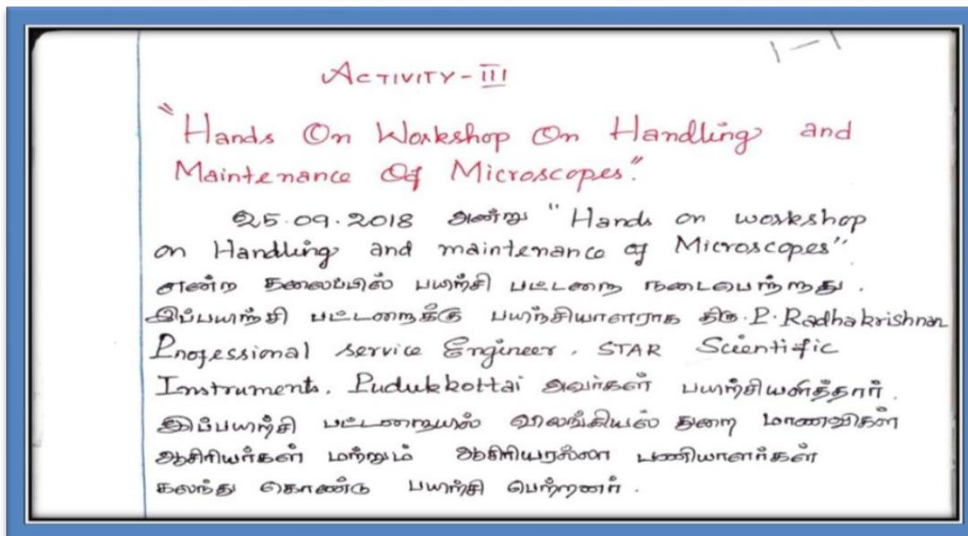 1-1
ACTIVITY - III
"Hands On Workshop On Handling and
Maintenance Of Microscopes."
25.09.2018 அன்று "Hands on workshop
on Handling and maintenance of Microscopes"
என்ற தலைப்பில் பயிற்சி பட்டறை நடைபெற்றது.
இப்பயிற்சி பட்டறைக்கு பயிற்சியாளராக திரு. P. Radhakrishnan
Professional service Engineer, STAR Scientific
Instruments, Pudukkottai அவர்கள் பயிற்சியளித்தார்.
இப்பயிற்சி பட்டறையில் விலங்கியல் துறை மாணவிகள்
ஆசிரியர்கள் மற்றும் ஆசிரியரல்லா பணியாளர்கள்
கலந்து கொண்டு பயிற்சி பெற்றனர்.